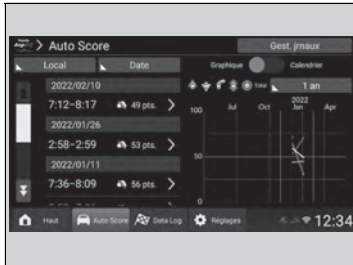 Auto Score
Gest. jrnaux
Local
Date
Graphique
Calendrier
Total
1 an
2022/02/10
7:12-8:17 49 pts.
2022/01/26
2:58-2:59 53 pts.
2022/01/11
7:36-8:09 56 pts.
100
50
0
Jul Oct 2022 Jan Apr
Haut
Auto Score
Data Log
Réglages
12:34